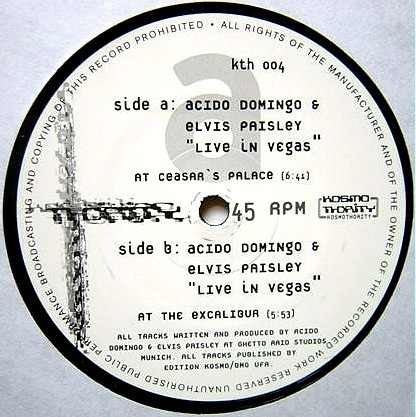 PERFORMANCE BROADCASTING AND COPYING OF THIS RECORD PROHIBITED • ALL RIGHTS OF THE MANUFACTURER AND OF THE OWNER OF THE RECORDED WORK RESERVED UNAUTHORISED PUBLIC
a
kth 004
side a: ACIDO DOMINGO &
ELVIS PAISLEY
"Live in vegas"
AT CEASAR`S PALACE (6:41)
45 RPM
KOSMO
THORITY
KOSMOTHORITY
side b: ACIDO DOMINGO &
ELVIS PAISLEY
"Live in vegas"
AT THE EXCALIBUR (5:53)
ALL TRACKS WRITTEN AND PRODUCED BY ACIDO
DOMINGO & ELVIS PAISLEY AT GHETTO RAID STUDIOS,
MUNICH. ALL TRACKS PUBLISHED BY
EDITION KOSMO/BMG UFA.